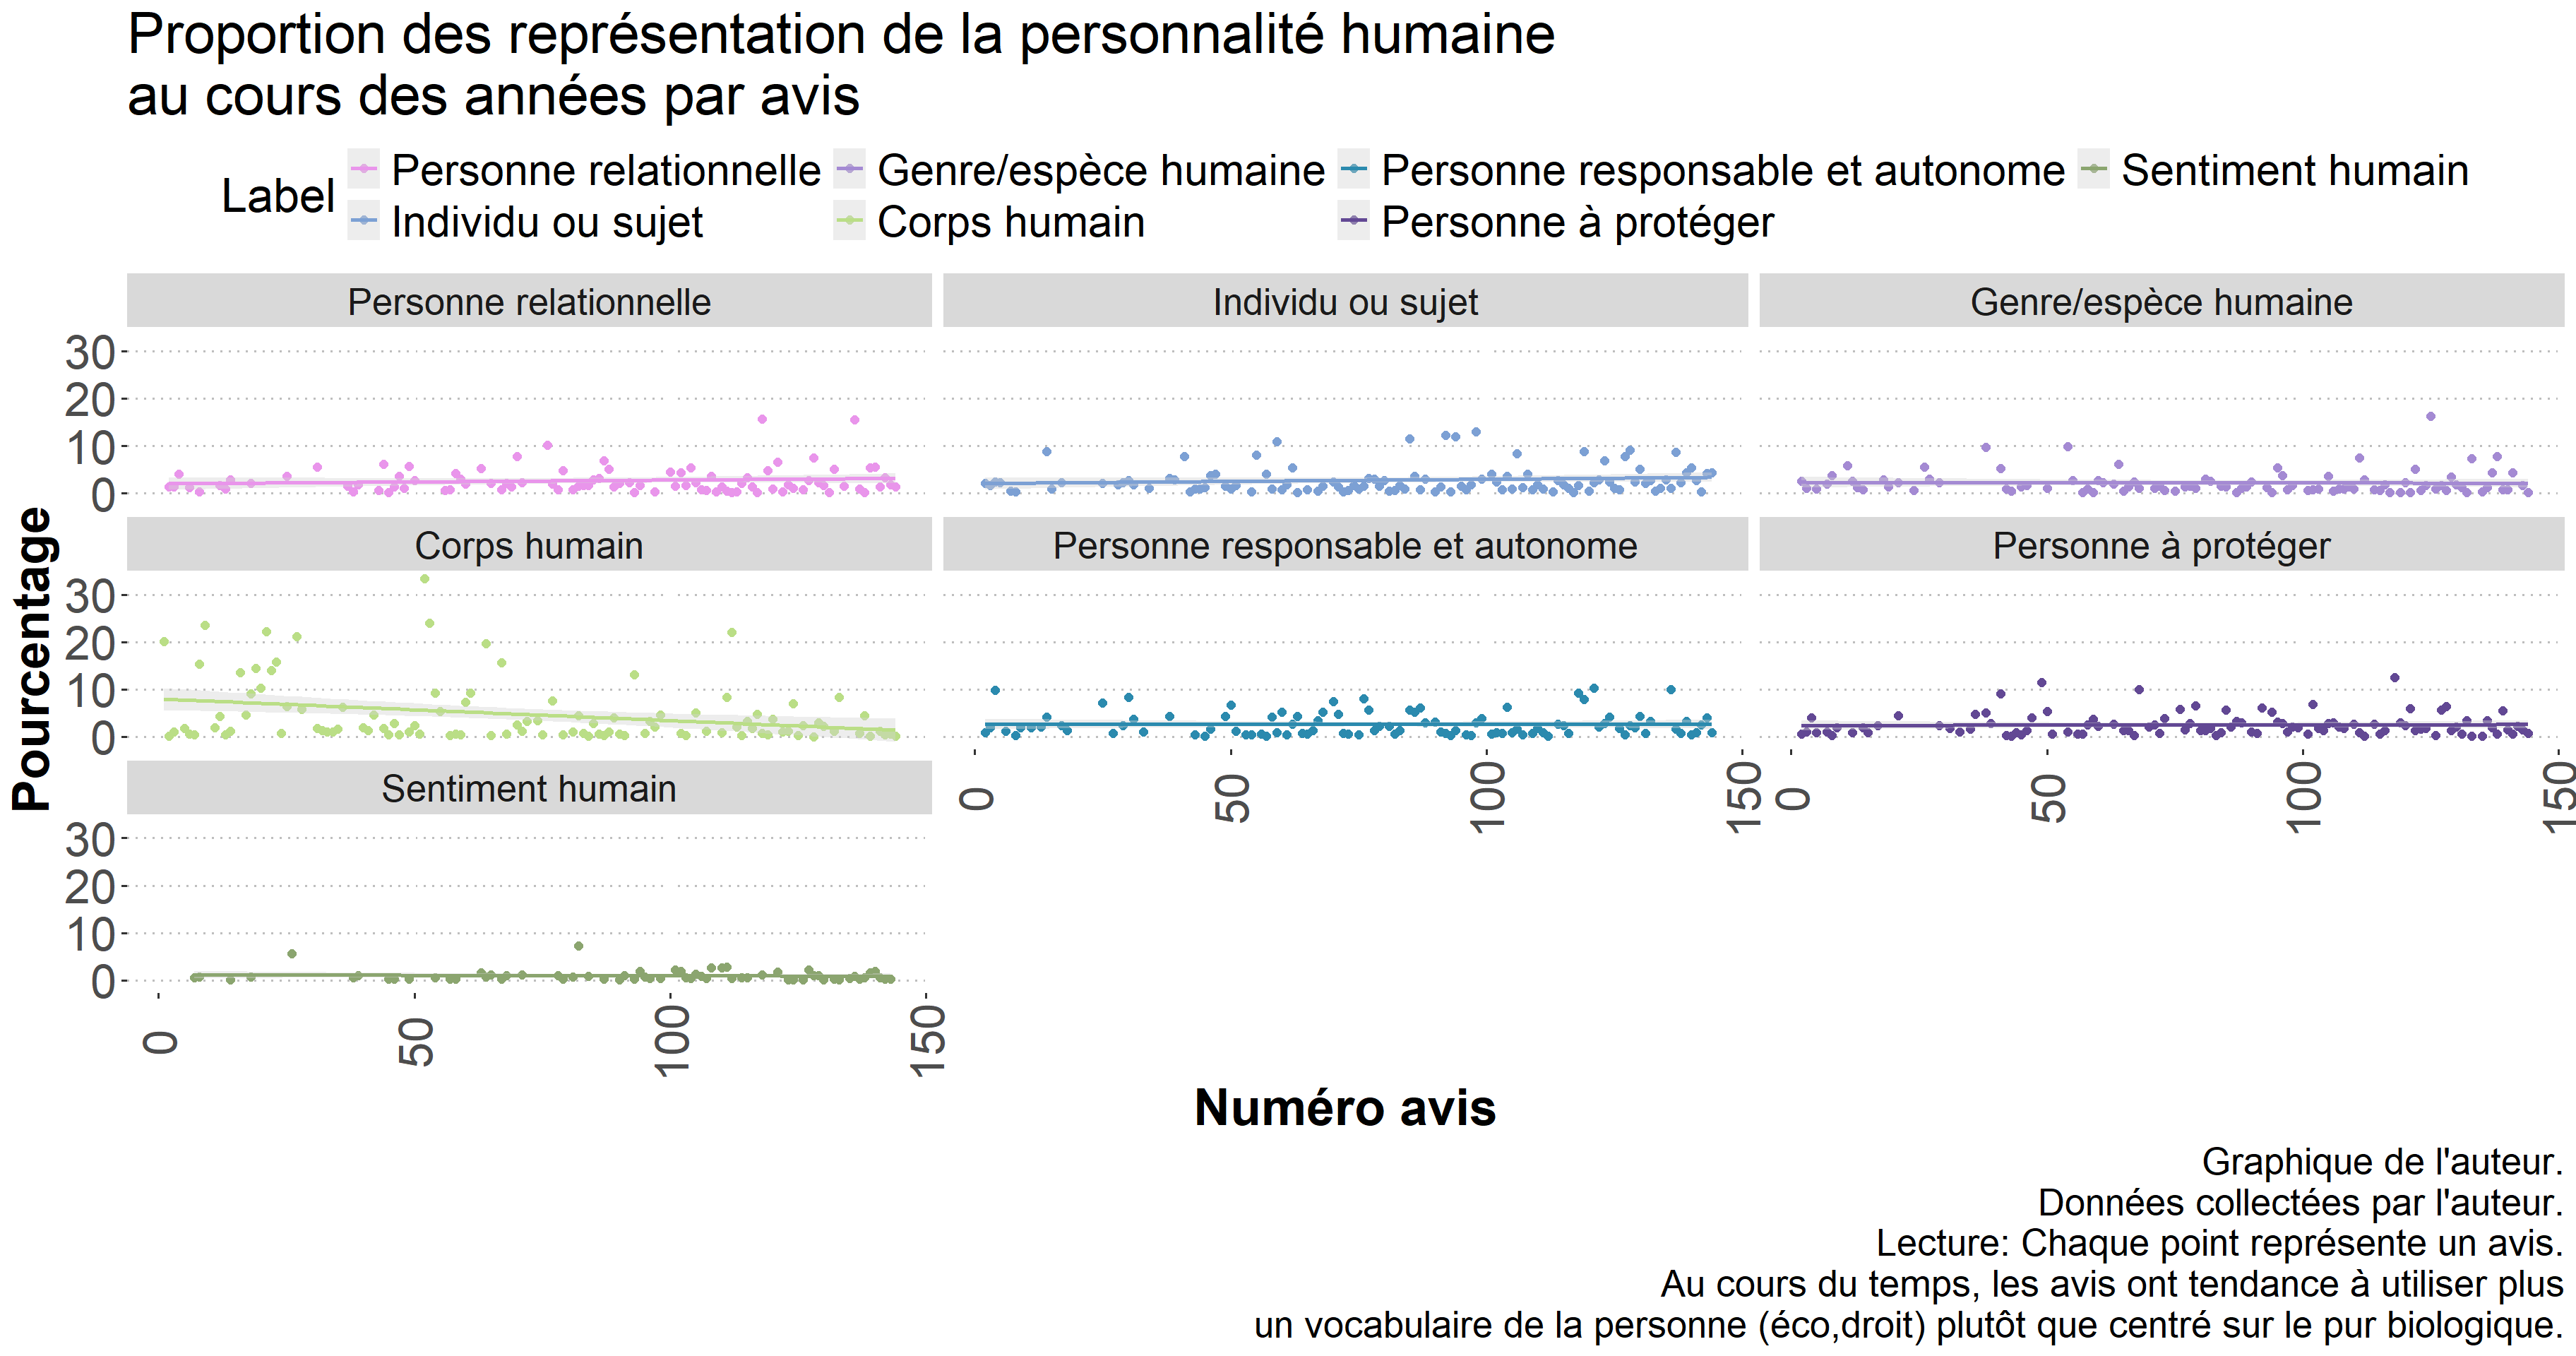 Proportion des représentation de la personnalité humaine
au cours des années par avis
Label
Personne relationnelle
Genre/espèce humaine
Personne responsable et autonome
Sentiment humain
Individu ou sujet
Corps humain
Personne à protéger
Personne relationnelle
Individu ou sujet
Genre/espèce humaine
30
20
10
0
Corps humain
Personne responsable et autonome
Personne à protéger
30
20
10
0
0
50
100
150
0
50
100
150
Sentiment humain
30
20
10
0
0
50
100
150
Pourcentage
Numéro avis
Graphique de l'auteur.
Données collectées par l'auteur.
Lecture: Chaque point représente un avis.
Au cours du temps, les avis ont tendance à utiliser plus
un vocabulaire de la personne (éco,droit) plutôt que centré sur le pur biologique.